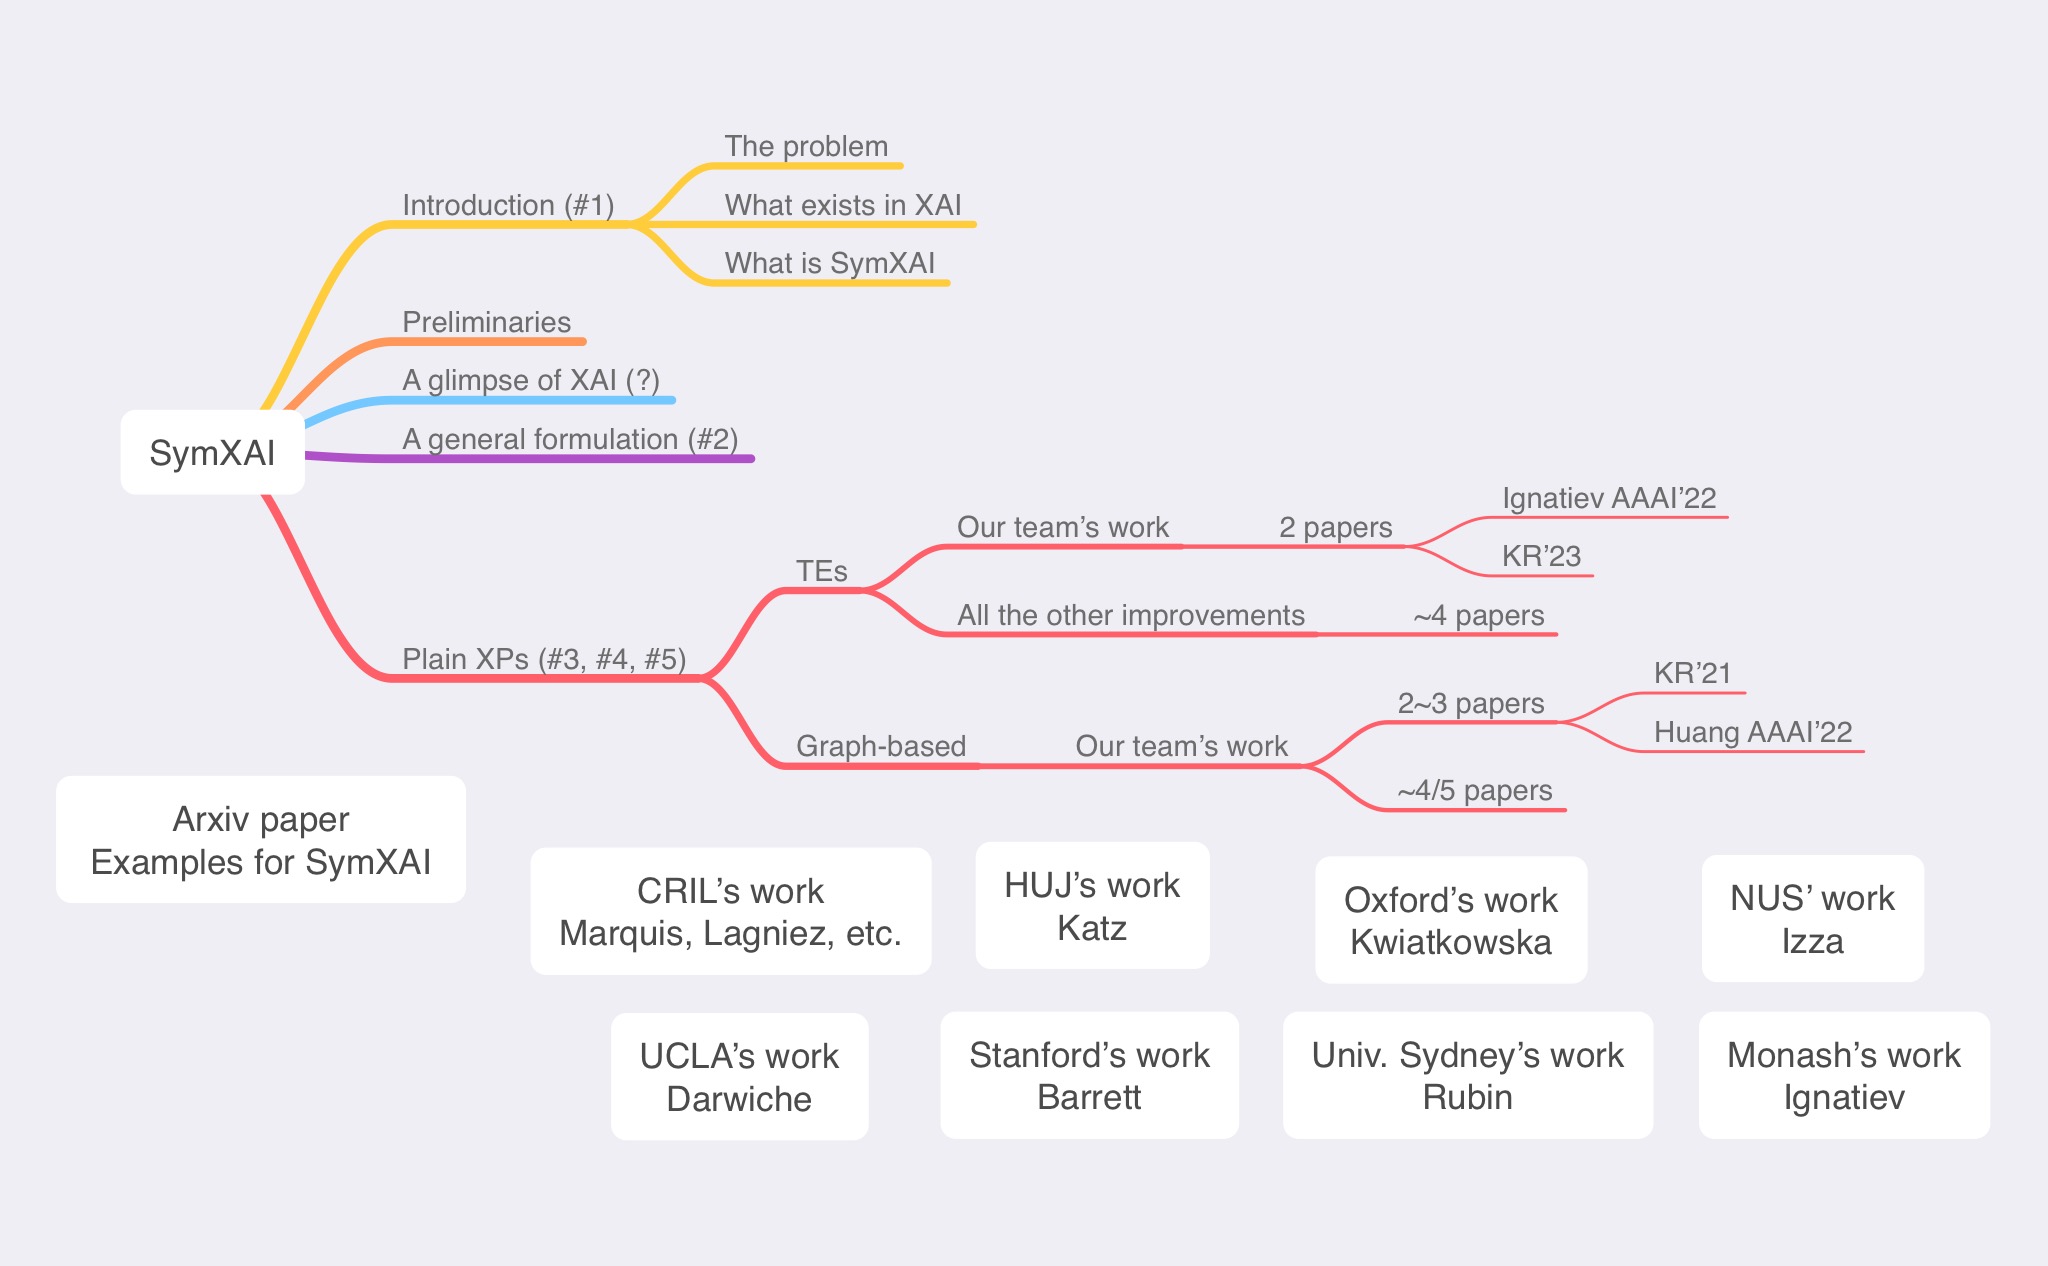 SymXAI
Introduction (#1)
The problem
What exists in XAI
What is SymXAI
Preliminaries
A glimpse of XAI (?)
A general formulation (#2)
Plain XPs (#3, #4, #5)
TEs
Our team’s work
2 papers
Ignatiev AAAI’22
KR’23
All the other improvements
~4 papers
Graph-based
Our team’s work
2~3 papers
KR’21
Huang AAAI’22
~4/5 papers
Arxiv paper
Examples for SymXAI
CRIL’s work
Marquis, Lagniez, etc.
HUJ’s work
Katz
Oxford’s work
Kwiatkowska
NUS’ work
Izza
UCLA’s work
Darwiche
Stanford’s work
Barrett
Univ. Sydney’s work
Rubin
Monash’s work
Ignatiev